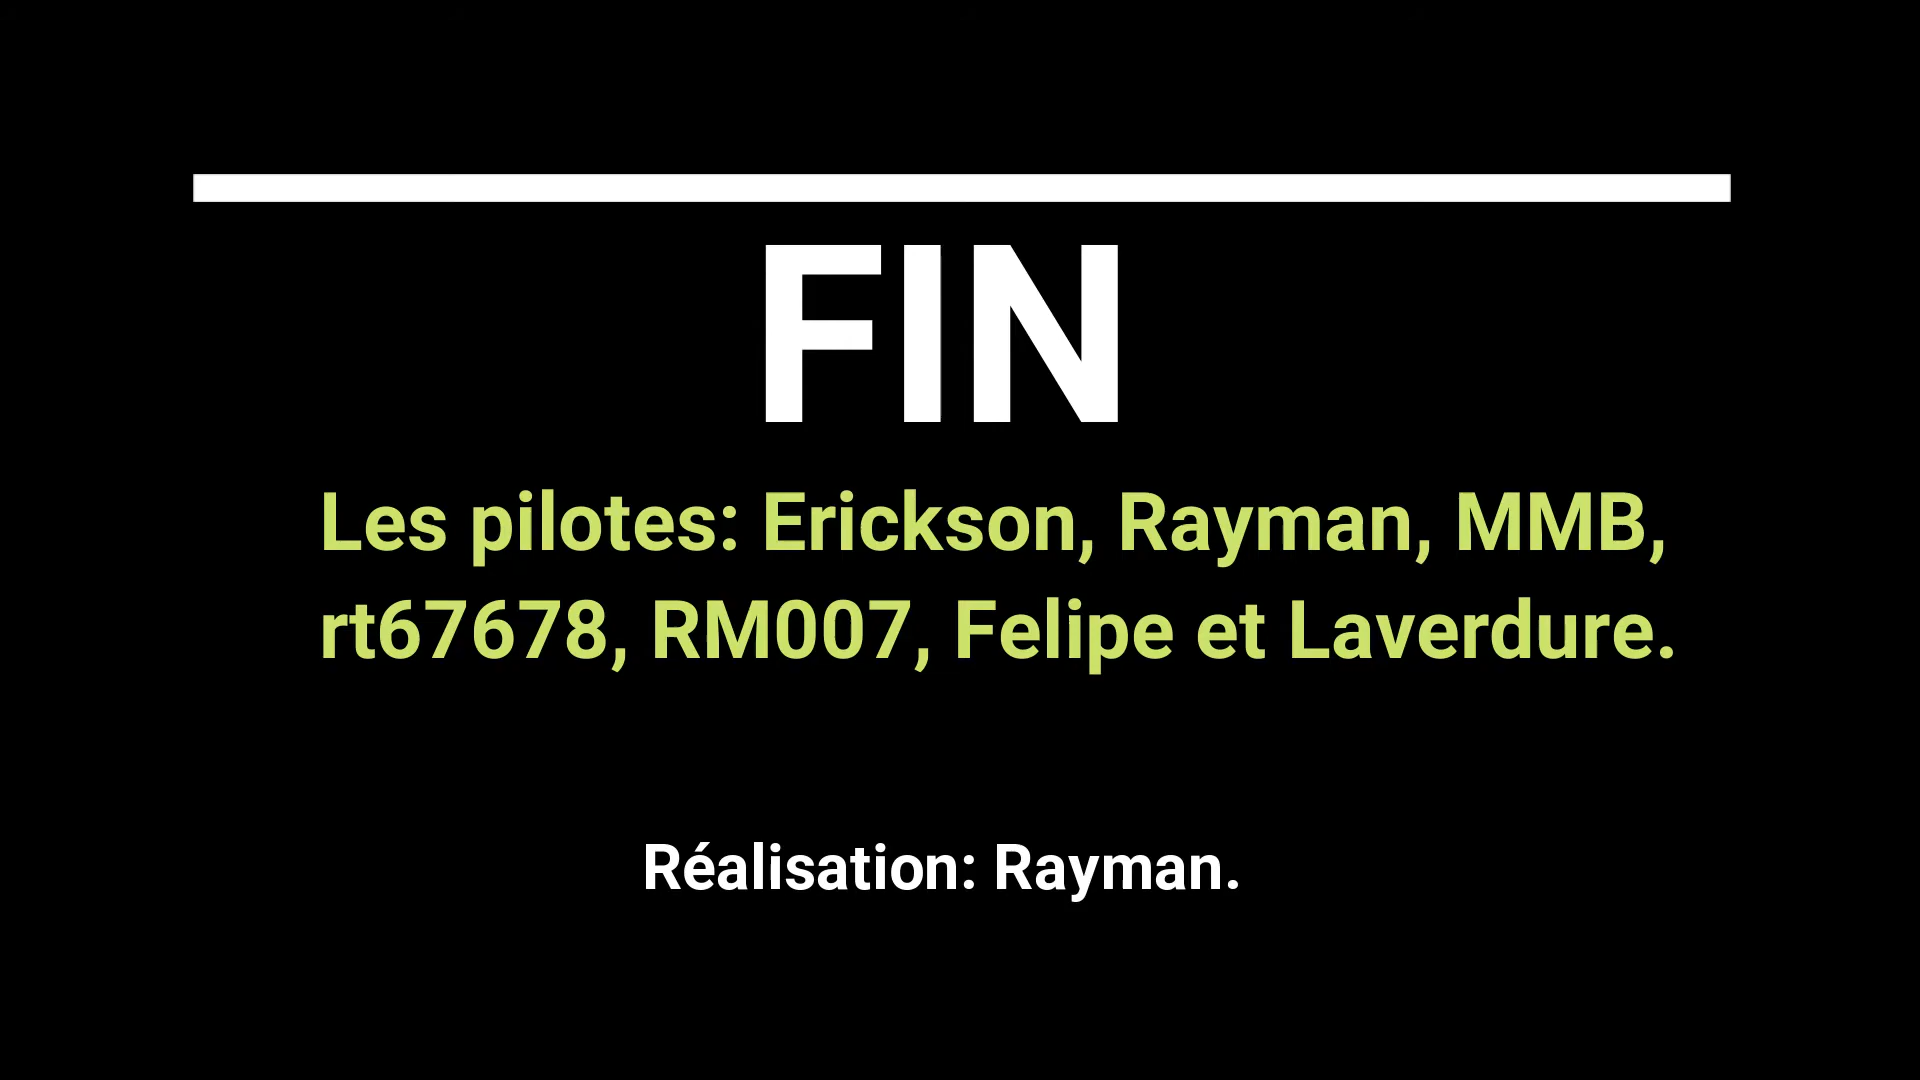 FIN
Les pilotes: Erickson, Rayman, MMB,
rt67678, RM007, Felipe et Laverdure.
Réalisation: Rayman.